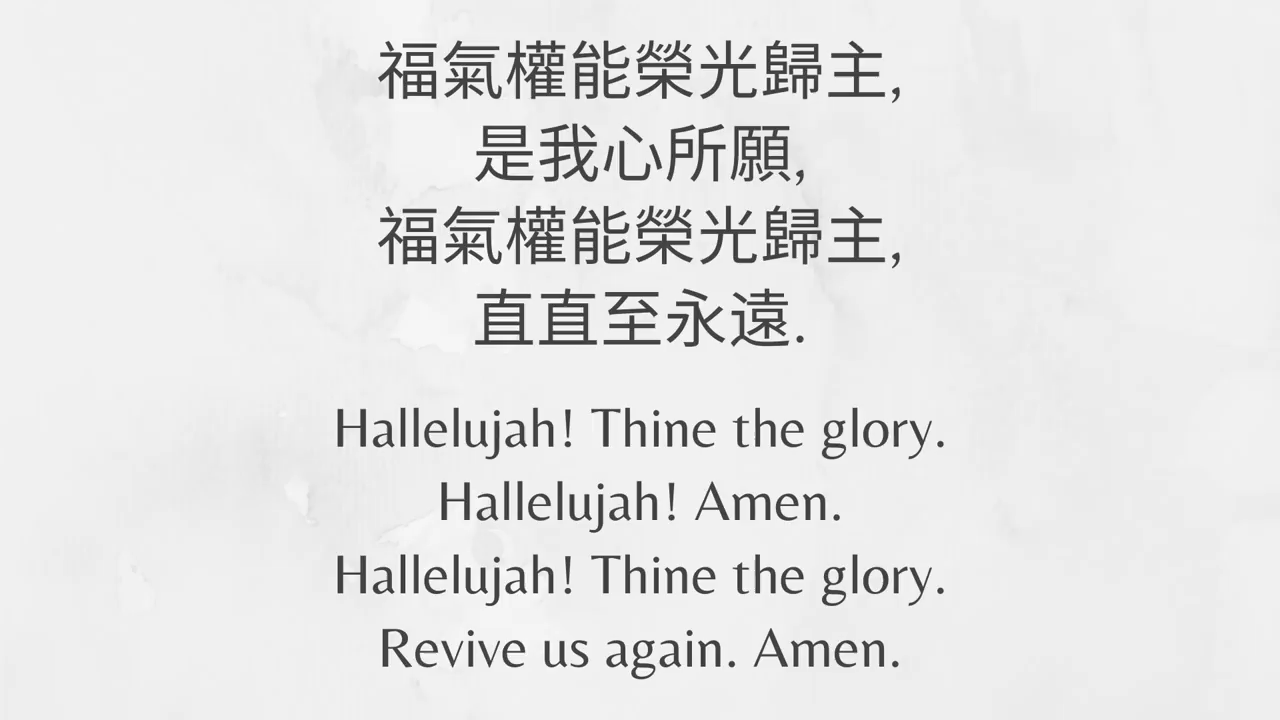 福氣權能榮光歸主,
是我心所願,
福氣權能榮光歸主,
直直至永遠.
Hallelujah! Thine the glory.
Hallelujah! Amen.
Hallelujah! Thine the glory.
Revive us again. Amen.